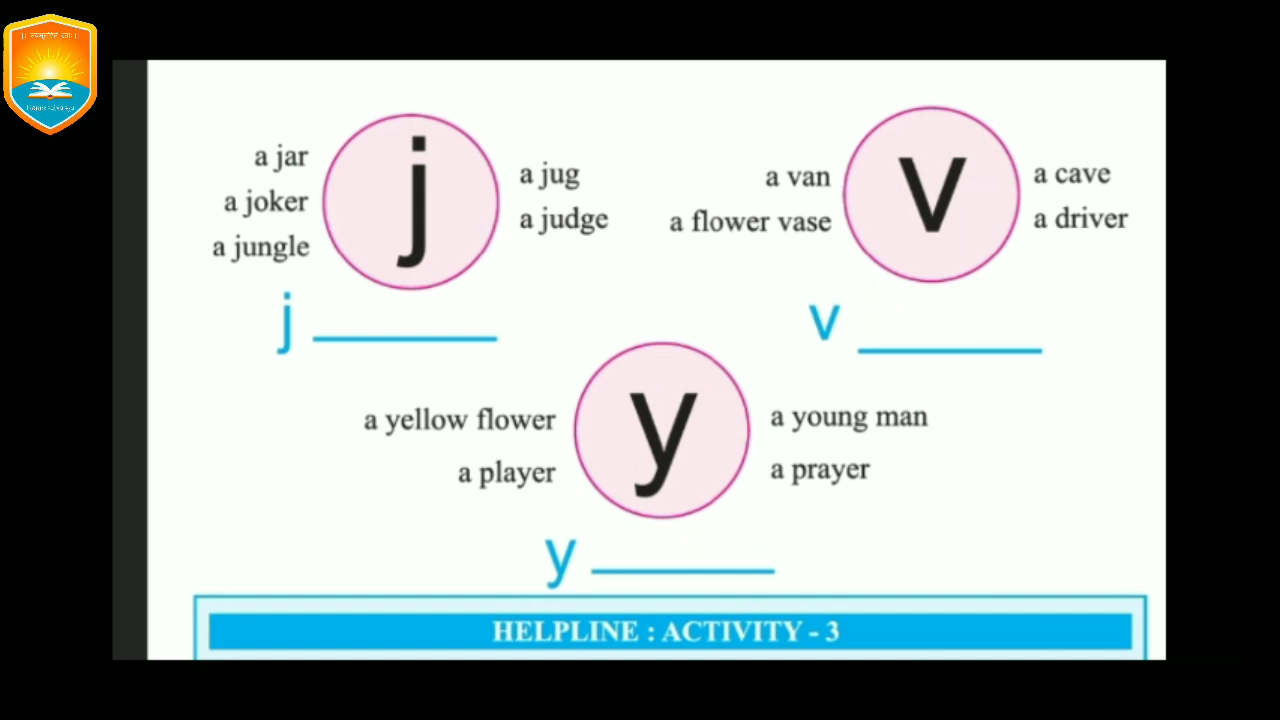 a jar
a joker
a jungle
j
a jug
a judge
j
a van
a flower vase
v
a cave
a driver
v
a yellow flower
a player
y
a young man
a prayer
y
HELPLINE : ACTIVITY - 3